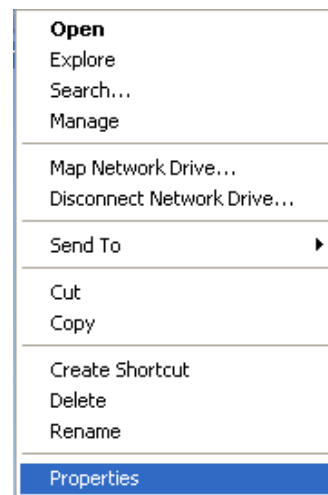 Open
Explore
Search...
Manage
Map Network Drive...
Disconnect Network Drive...
Send To
Cut
Copy
Create Shortcut
Delete
Rename
Properties